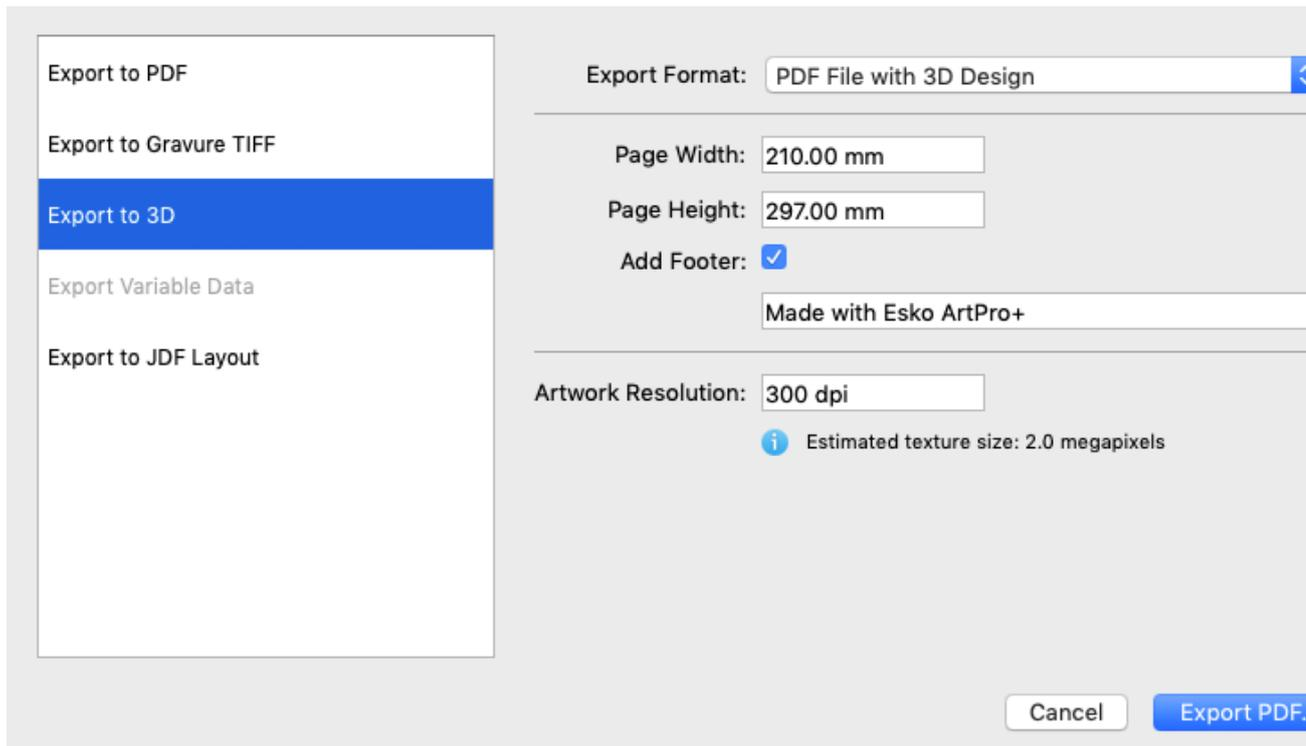 Export to PDF
Export to Gravure TIFF
Export to 3D
Export Variable Data
Export to JDF Layout
Export Format: PDF File with 3D Design
Page Width: 210.00 mm
Page Height: 297.00 mm
Add Footer:
Made with Esko ArtPro+
Artwork Resolution: 300 dpi
Estimated texture size: 2.0 megapixels
Cancel Export PDF.